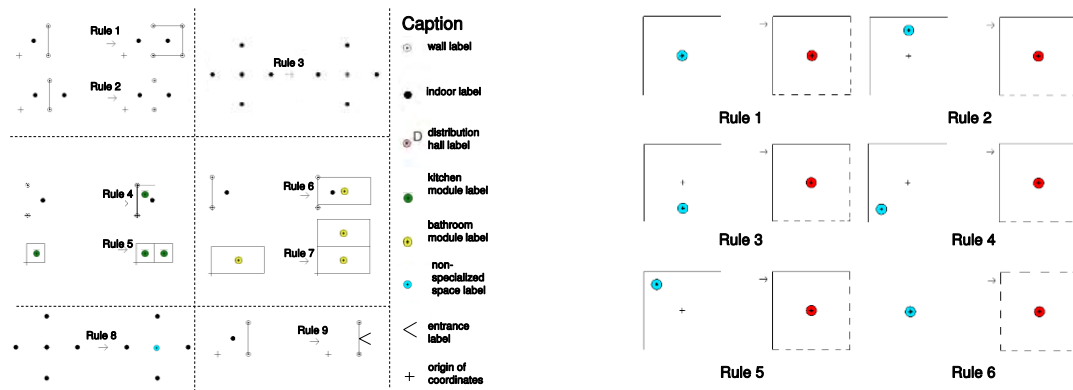 Rule 1
Rule 2
Rule 3
Rule 4
Rule 5
Rule 6
Rule 7
Rule 8
Rule 9
Caption
wall label
indoor label
D
distribution
hall label
kitchen
module label
bathroom
module label
non-
specialized
space label
entrance
label
origin of
coordinates
Rule 1
Rule 2
Rule 3
Rule 4
Rule 5
Rule 6